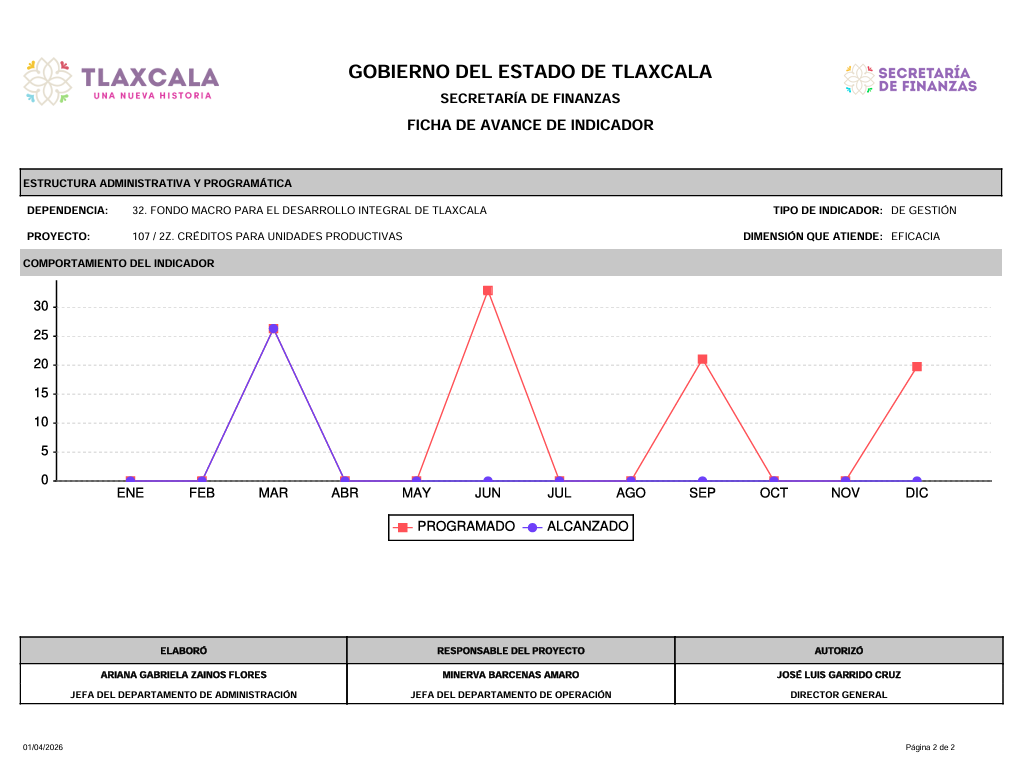 TLAXCALA
UNA NUEVA HISTORIA
GOBIERNO DEL ESTADO DE TLAXCALA
SECRETARÍA DE FINANZAS
FICHA DE AVANCE DE INDICADOR
SECRETARÍA
DE FINANZAS
ESTRUCTURA ADMINISTRATIVA Y PROGRAMÁTICA
DEPENDENCIA: 32. FONDO MACRO PARA EL DESARROLLO INTEGRAL DE TLAXCALA TIPO DE INDICADOR: DE GESTIÓN
PROYECTO: 107 / 2Z. CRÉDITOS PARA UNIDADES PRODUCTIVAS DIMENSIÓN QUE ATIENDE: EFICACIA
COMPORTAMIENTO DEL INDICADOR
30
25
20
15
10
5
0
ENE FEB MAR ABR MAY JUN JUL AGO SEP OCT NOV DIC
PROGRAMADO ALCANZADO
ELABORÓ RESPONSABLE DEL PROYECTO AUTORIZÓ
ARIANA GABRIELA ZAINOS FLORES MINERVA BARCENAS AMARO JOSÉ LUIS GARRIDO CRUZ
JEFA DEL DEPARTAMENTO DE ADMINISTRACIÓN JEFA DEL DEPARTAMENTO DE OPERACIÓN DIRECTOR GENERAL
01/04/2026 Página 2 de 2